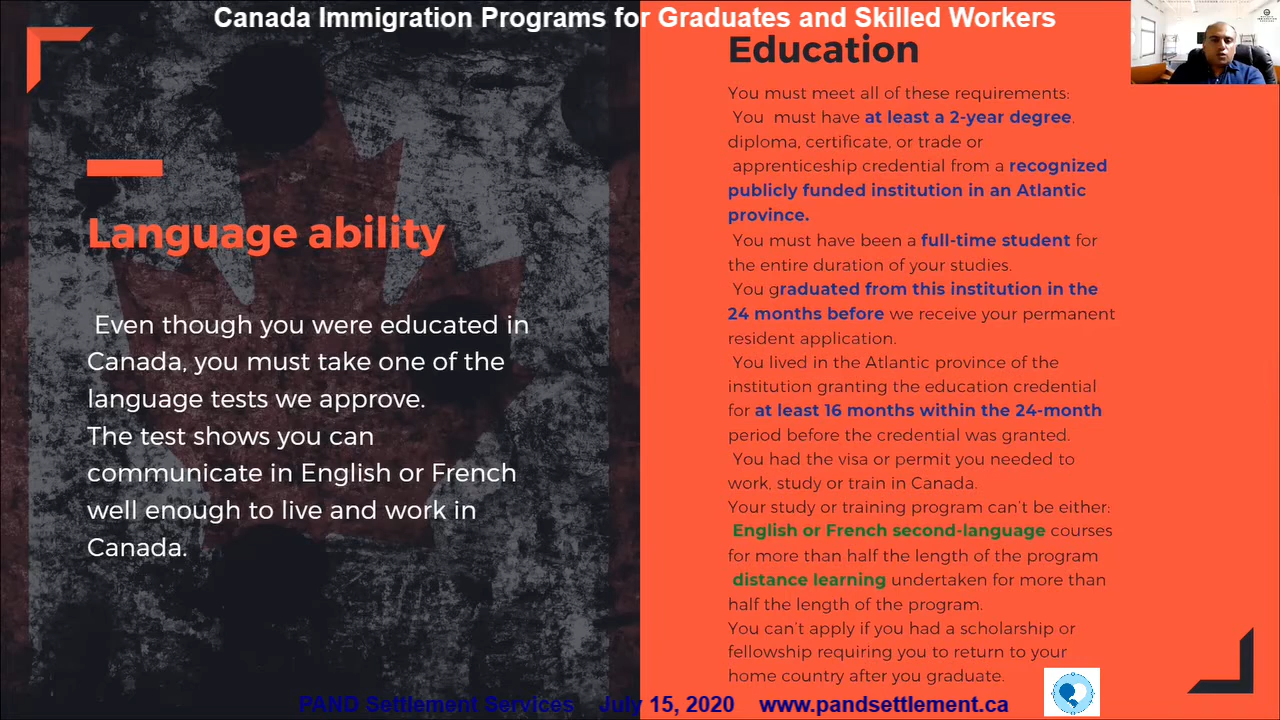 Canada Immigration Programs for Graduates and Skilled Workers
Language ability
Even though you were educated in
Canada, you must take one of the
language tests we approve.
The test shows you can
communicate in English or French
well enough to live and work in
Canada.
Education
You must meet all of these requirements:
You must have at least a 2-year degree,
diploma, certificate, or trade or
apprenticeship credential from a recognized
publicly funded institution in an Atlantic
province.
You must have been a full-time student for
the entire duration of your studies.
You graduated from this institution in the
24 months before we receive your permanent
resident application.
You lived in the Atlantic province of the
institution granting the education credential
for at least 16 months within the 24-month
period before the credential was granted.
You had the visa or permit you needed to
work, study or train in Canada.
Your study or training program can't be either:
English or French second-language courses
for more than half the length of the program
distance learning undertaken for more than
half the length of the program.
You can't apply if you had a scholarship or
fellowship requiring you to return to your
home country after you graduate.
PAND Settlement Services July 15, 2020 www.pandsettlement.ca